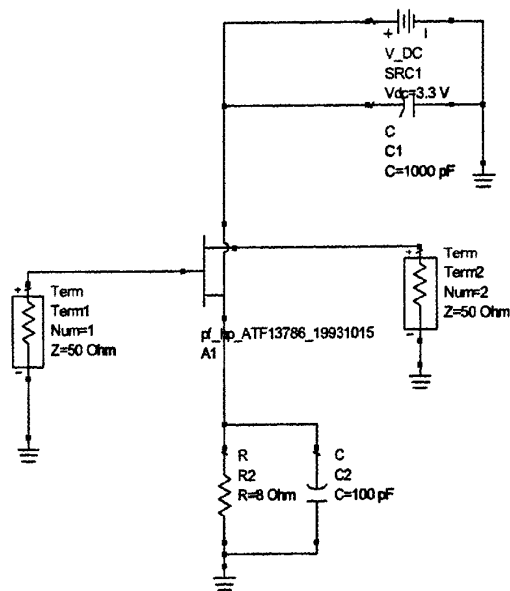 +
V_DC
SRC1
Vdc=3.3 V
C
C1
C=1000 pF
+
Term
Term2
Num=2
Z=50 Ohm
-
+
Term
Term1
Num=1
Z=50 Ohm
-
pf_hp_ATF13786_19931015
A1
R
R2
R=8 Ohm
C
C2
C=100 pF